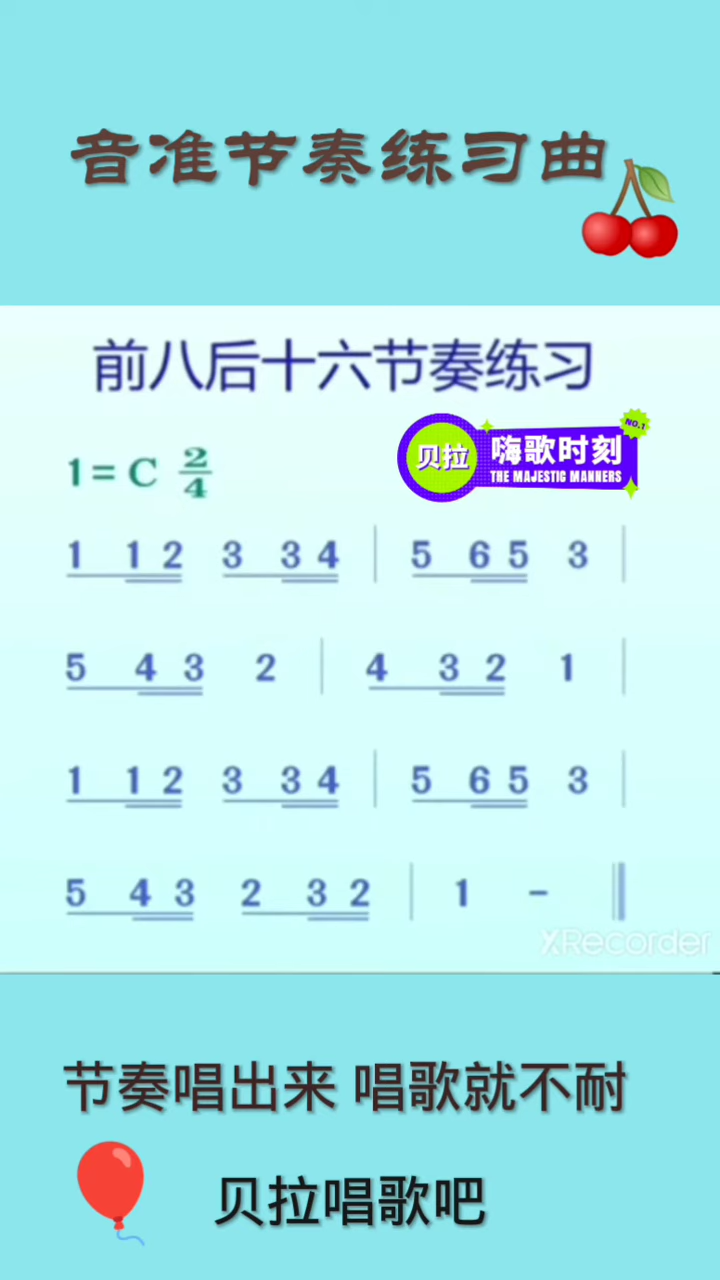 音准节奏练习曲
前八后十六节奏练习
1=C 2/4
贝拉
嗨歌时刻
NO.1
THE MAJESTIC MANNERS
1 1 2 3 3 4 | 5 6 5 3 |
5 4 3 2 | 4 3 2 1 |
1 1 2 3 3 4 | 5 6 5 3 |
5 4 3 2 3 2 | 1 - ‖
XRecorder
节奏唱出来 唱歌就不耐
贝拉唱歌吧